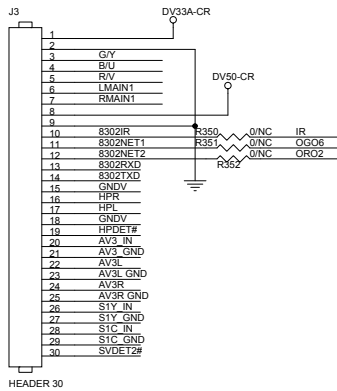 J3
DV33A-CR
1
2
3 G/Y
4 B/U
5 R/V
DV50-CR
6 LMAIN1
7 RMAIN1
8
9
10 8302IR R350 0/NC IR
11 8302NET1 R351 0/NC OGO6
12 8302NET2 R352 0/NC ORO2
13 8302RXD
14 8302TXD
15 GNDV
16 HPR
17 HPL
18 GNDV
19 HPDET#
20 AV3_IN
21 AV3_GND
22 AV3L
23 AV3L GND
24 AV3R
25 AV3R GND
26 S1Y_IN
27 S1Y_GND
28 S1C_IN
29 S1C_GND
30 SVDET2#
HEADER 30